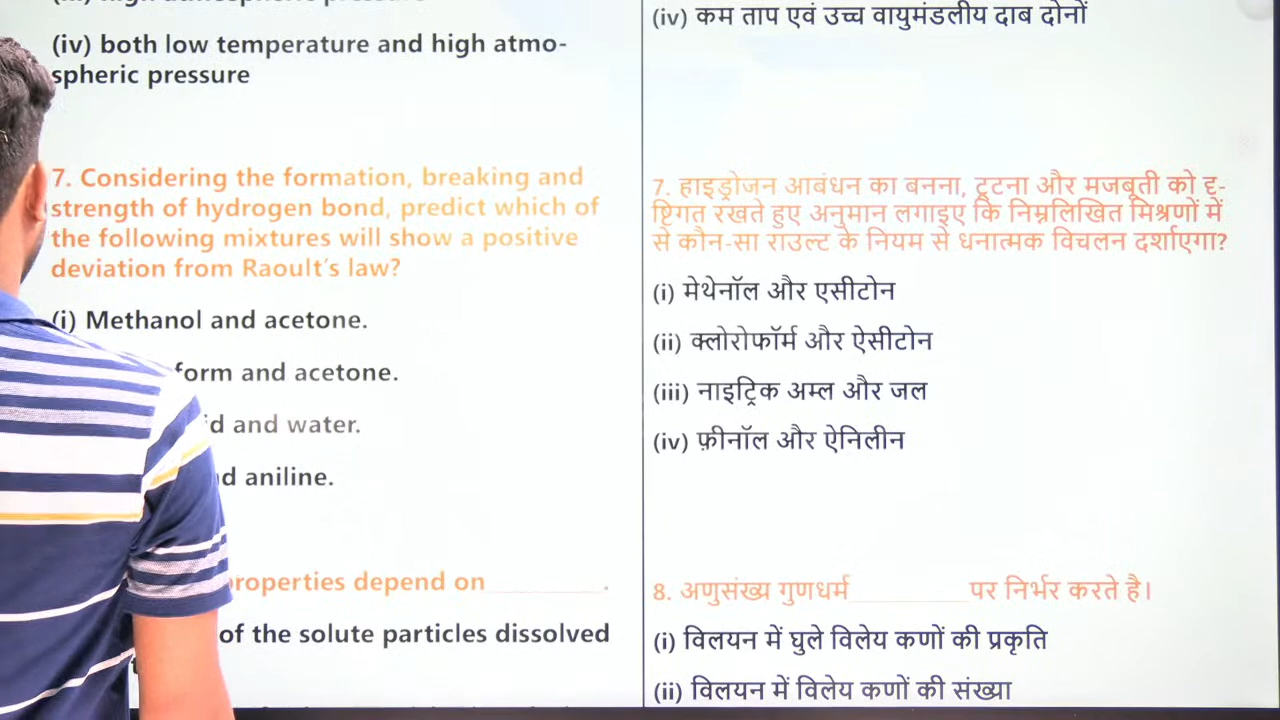 (iv) both low temperature and high atmo-
spheric pressure
7. Considering the formation, breaking and
strength of hydrogen bond, predict which of
the following mixtures will show a positive
deviation from Raoult's law?
(i) Methanol and acetone.
form and acetone.
and water.
aniline.
properties depend on________.
of the solute particles dissolved
(iv) कम ताप एवं उच्च वायुमंडलीय दाब दोनों
7. हाइड्रोजन आबंधन का बनना, टूटना और मजबूती को दृ-
ष्टिगत रखते हुए अनुमान लगाइए कि निम्नलिखित मिश्रणों में
से कौन-सा राउल्ट के नियम से धनात्मक विचलन दर्शाएगा?
(i) मेथेनॉल और एसीटोन
(ii) क्लोरोफॉर्म और ऐसीटोन
(iii) नाइट्रिक अम्ल और जल
(iv) फ़ीनॉल और ऐनिलीन
8. अणुसंख्य गुणधर्म________पर निर्भर करते है।
(i) विलयन में घुले विलेय कणों की प्रकृति
(ii) विलयन में विलेय कणों की संख्या